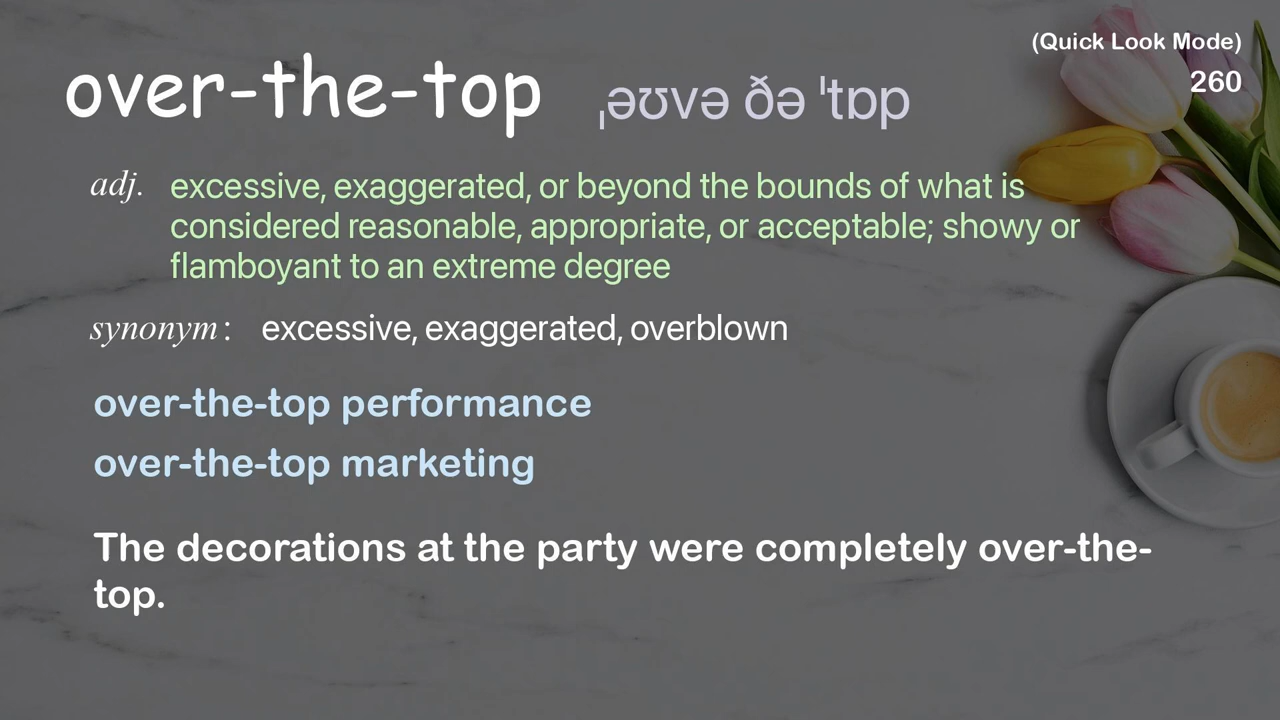 (Quick Look Mode)
260
over-the-top ˌəʊvə ðə ˈtɒp
adj. excessive, exaggerated, or beyond the bounds of what is
considered reasonable, appropriate, or acceptable; showy or
flamboyant to an extreme degree
synonym: excessive, exaggerated, overblown
over-the-top performance
over-the-top marketing
The decorations at the party were completely over-the-
top.